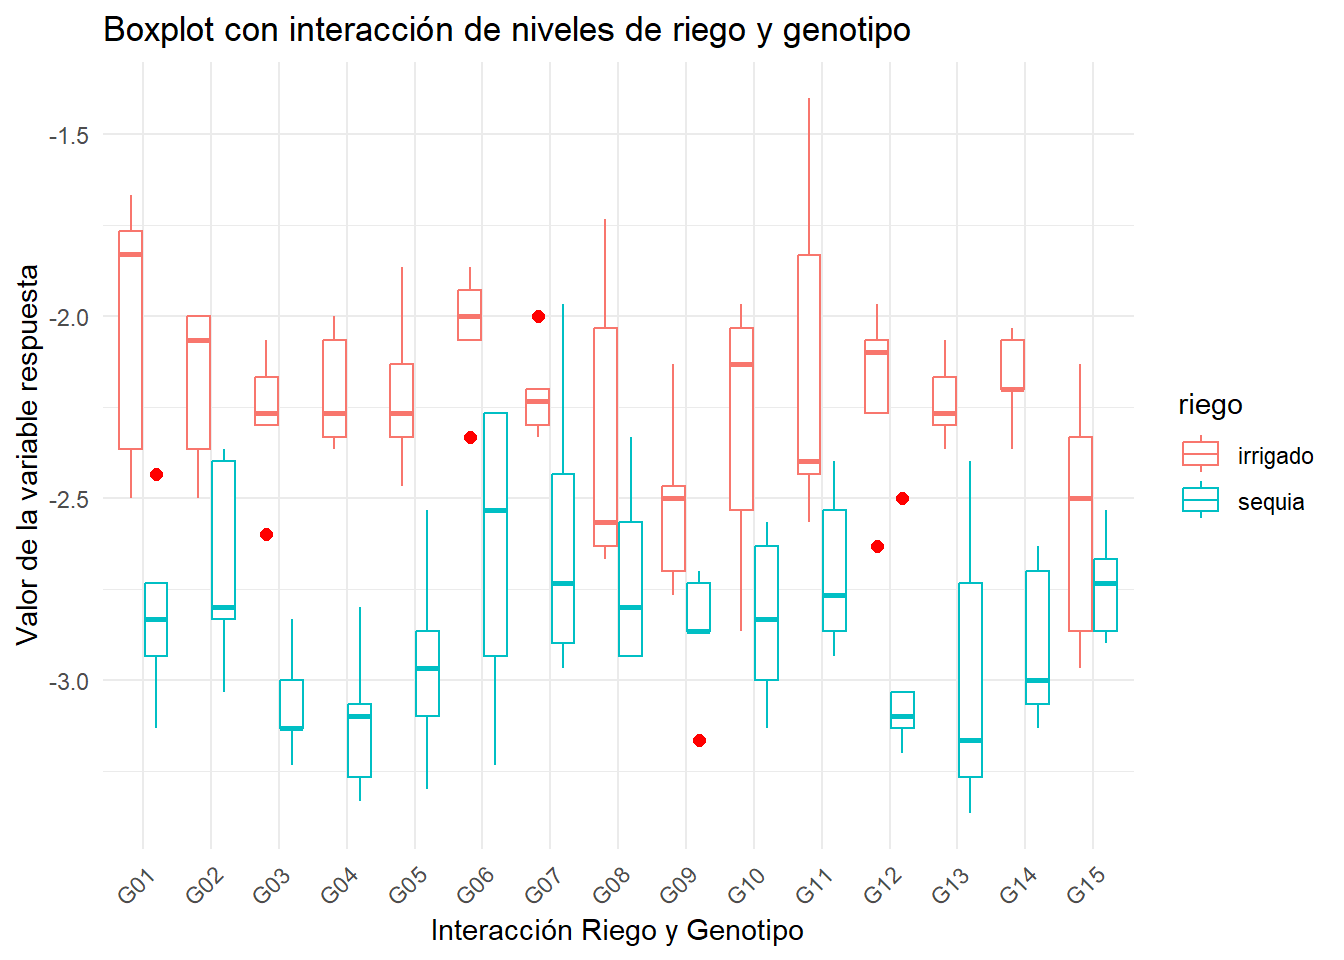 Boxplot con interacción de niveles de riego y genotipo
Valor de la variable respuesta
-1.5
-2.0
-2.5
-3.0
G01
G02
G03
G04
G05
G06
G07
G08
G09
G10
G11
G12
G13
G14
G15
Interacción Riego y Genotipo
riego
irrigado
sequia